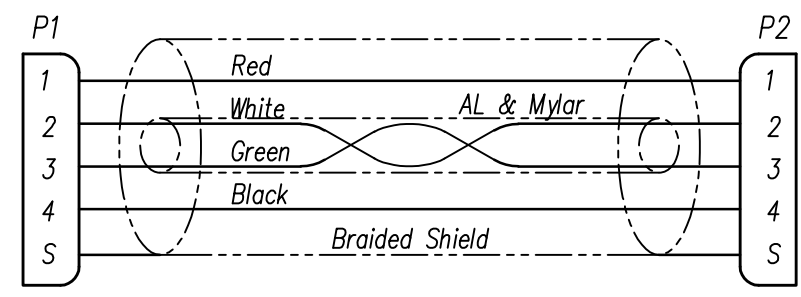 P1 P2
1 Red 1
White AL & Mylar
2 2
Green
3 3
Black
4 4
S Braided Shield S